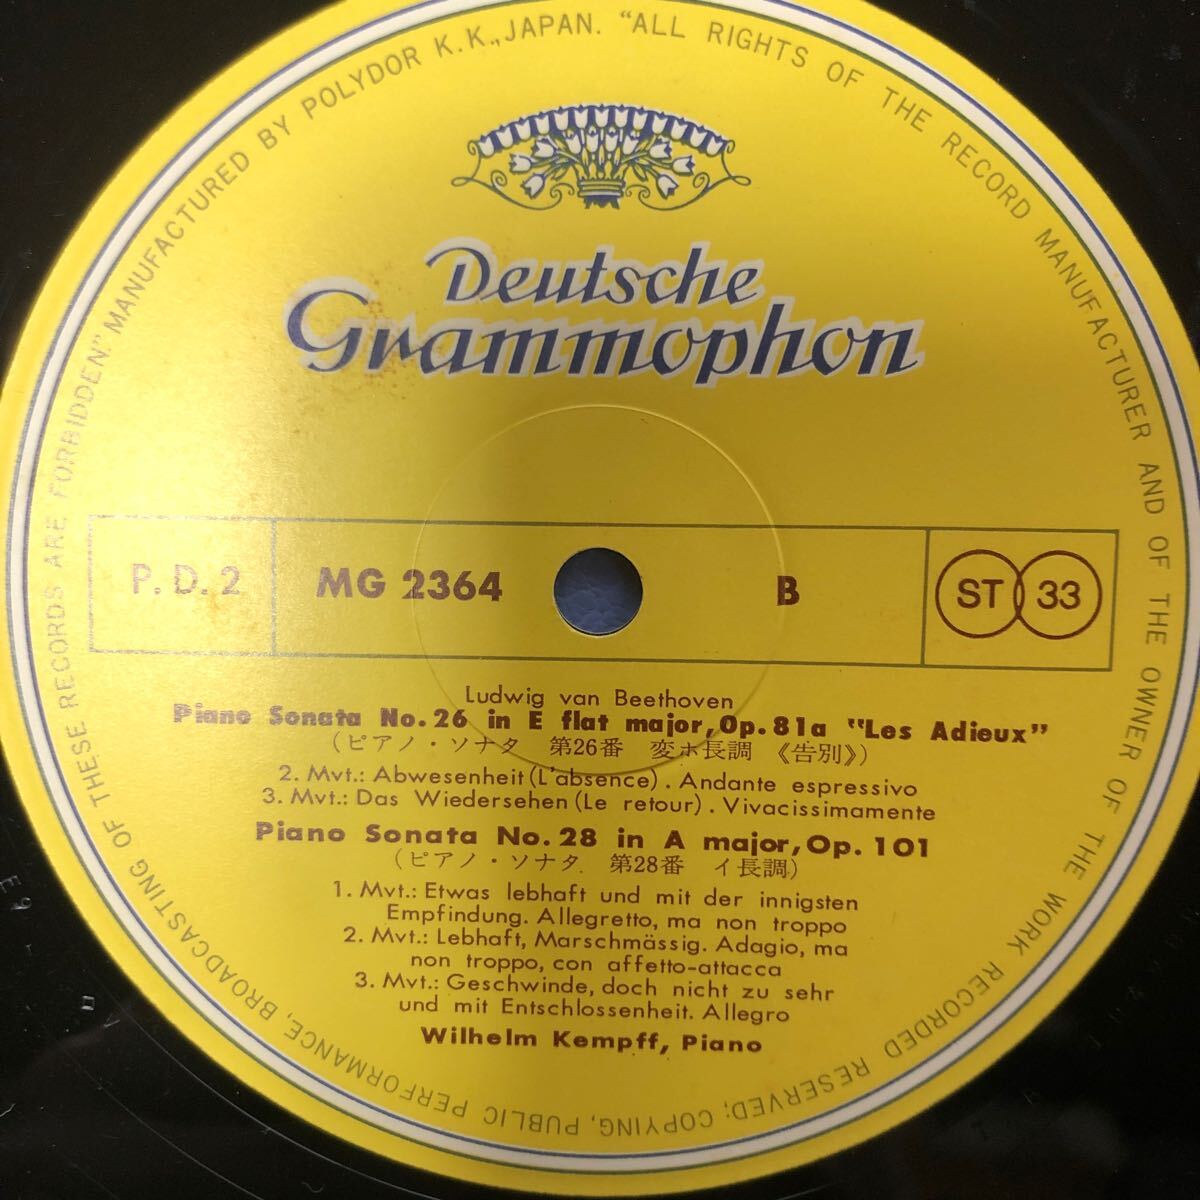 MANUFACTURED BY POLYDOR K.K., JAPAN. "ALL RIGHTS OF THE RECORD MANUFACTURER AND OF THE OWNER OF THE WORK RECORDED RESERVED; COPYING, PUBLIC PERFORMANCE, BROADCASTING OF THESE RECORDS ARE FORBIDDEN."
Deutsche
Grammophon
P.D.2 MG 2364 B ST 33
Ludwig van Beethoven
Piano Sonata No.26 in E flat major, Op.81a "Les Adieux"
(ピアノ・ソナタ 第26番 変ホ長調 《告別》)
2. Mvt.: Abwesenheit (L'absence). Andante espressivo
3. Mvt.: Das Wiedersehen (Le retour). Vivacissimamente
Piano Sonata No.28 in A major, Op.101
(ピアノ・ソナタ 第28番 イ長調)
1. Mvt.: Etwas lebhaft und mit der innigsten
Empfindung. Allegretto, ma non troppo
2. Mvt.: Lebhaft, Marschmässig. Adagio, ma
non troppo, con affetto-attacca
3. Mvt.: Geschwinde, doch nicht zu sehr
und mit Entschlossenheit. Allegro
Wilhelm Kempff, Piano